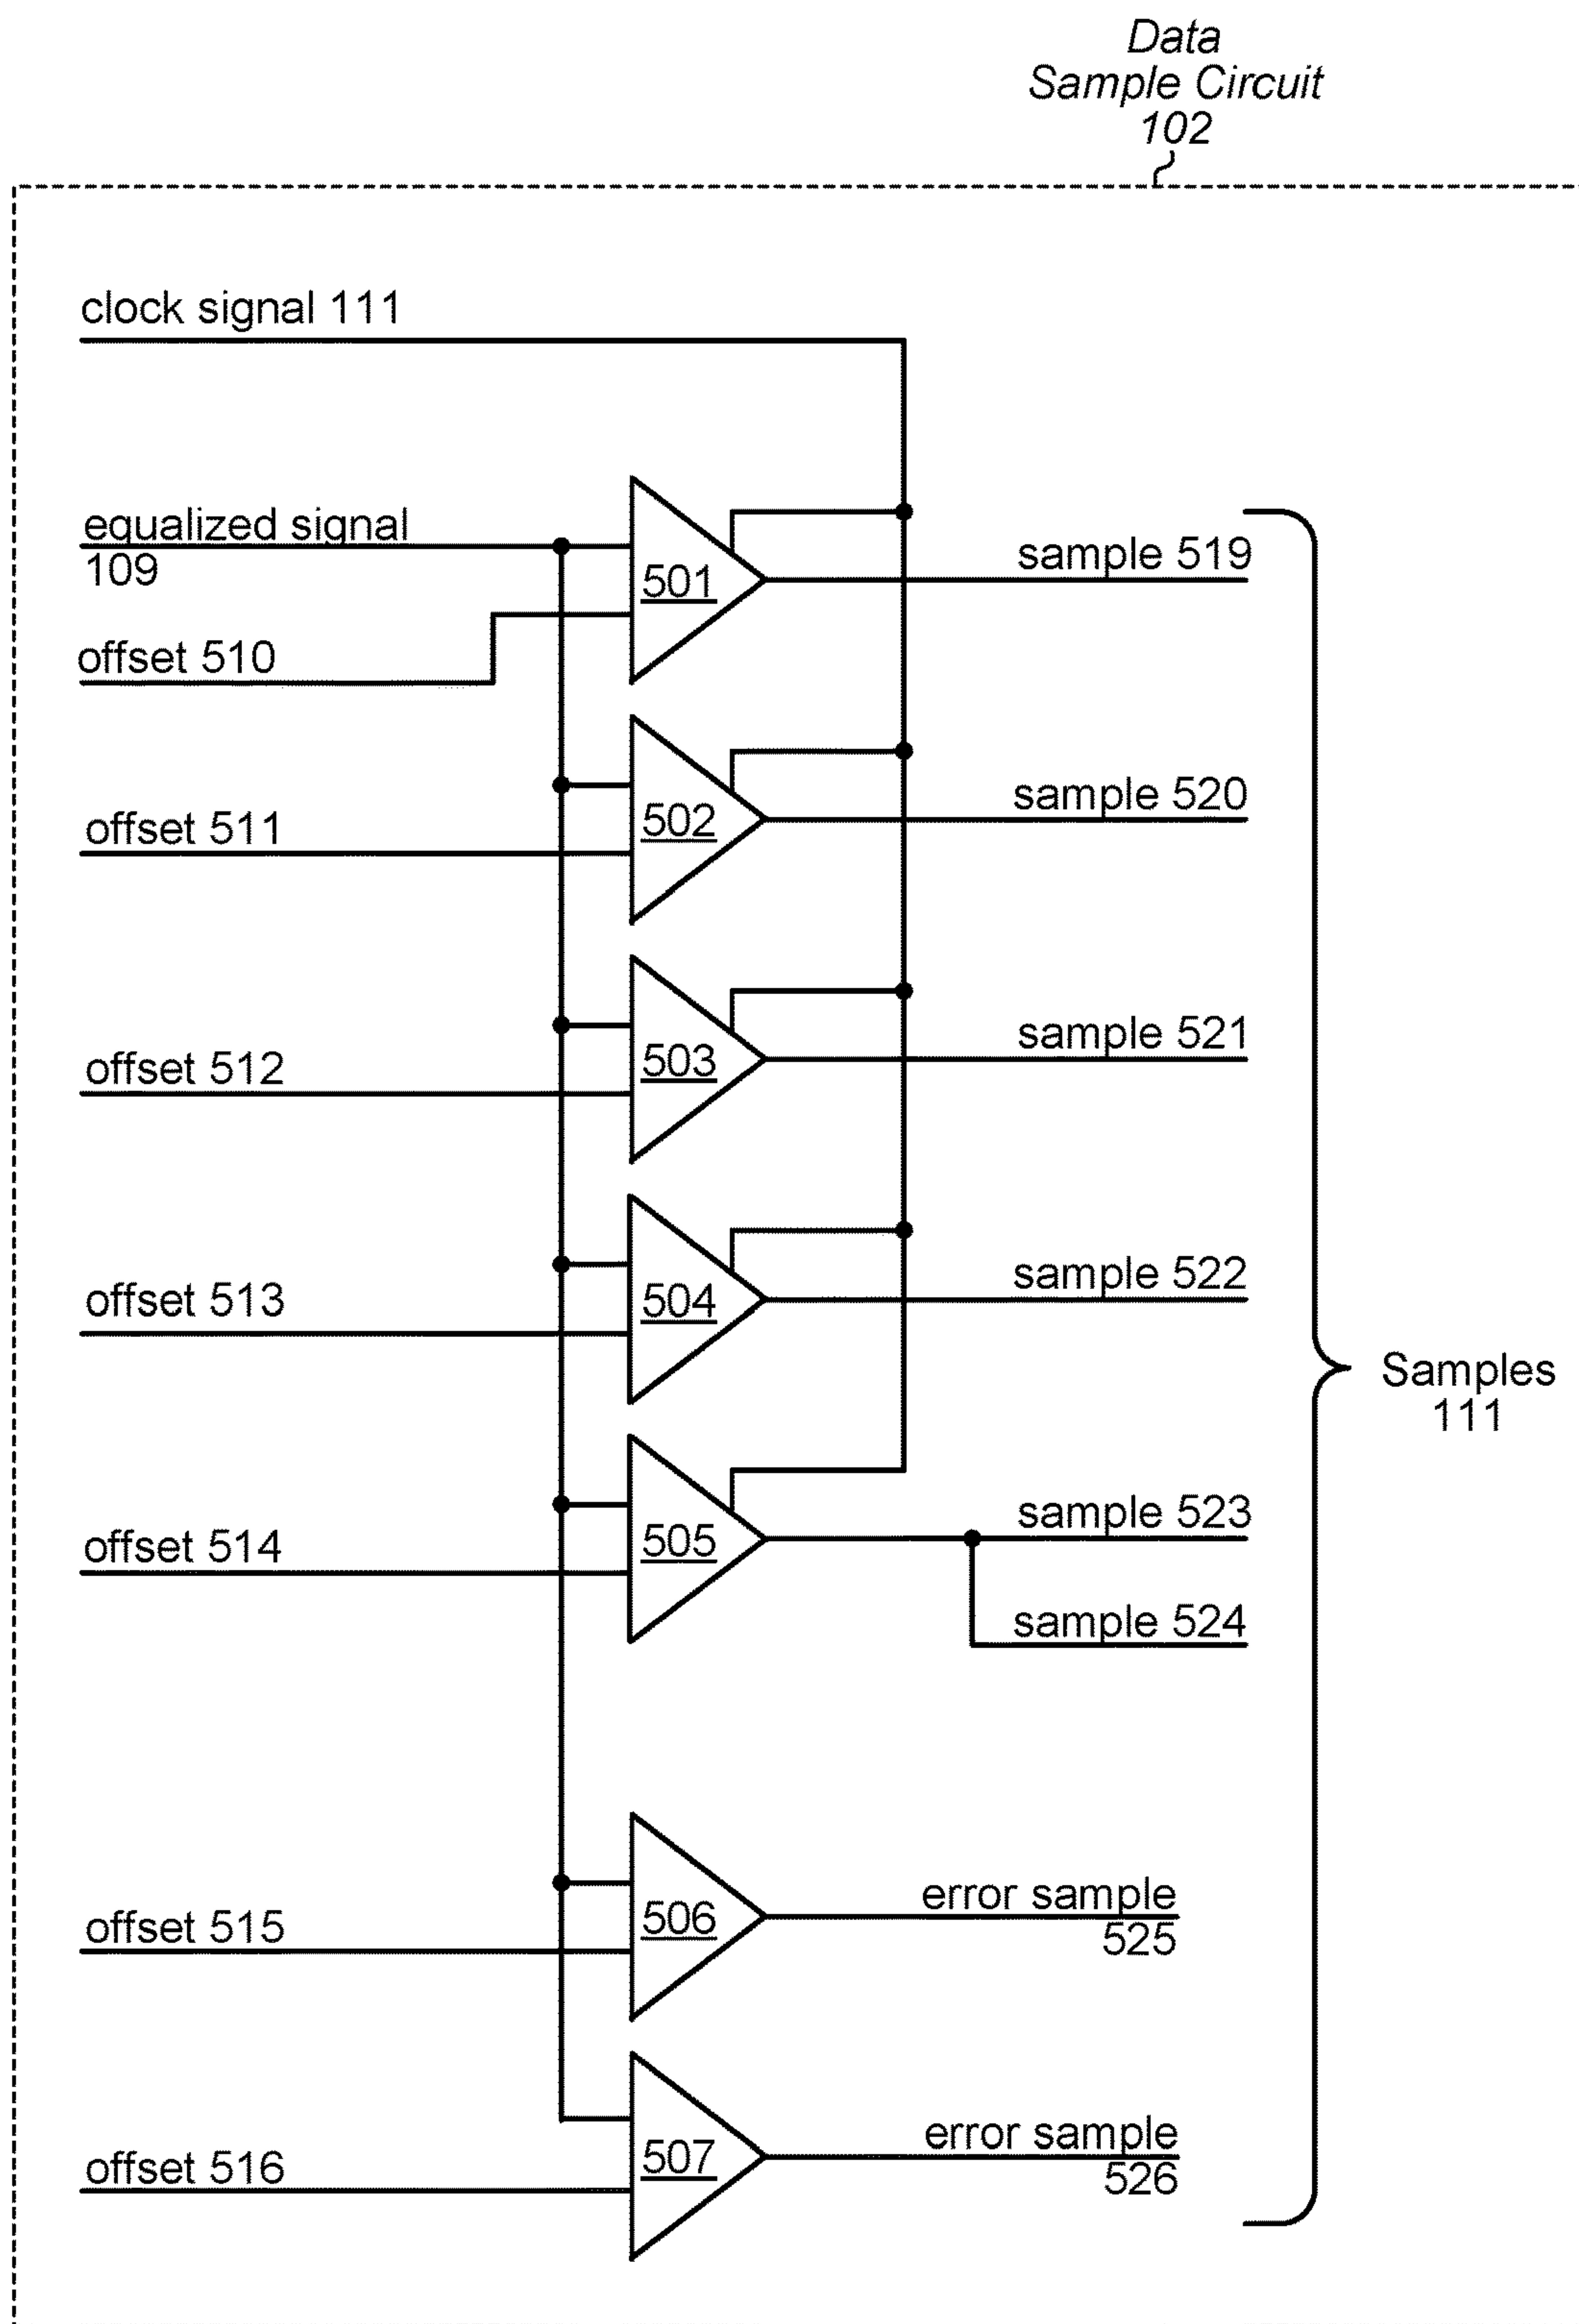 Data
Sample Circuit
102
clock signal 111
equalized signal
109
501
sample 519
offset 510
502
sample 520
offset 511
503
sample 521
offset 512
504
sample 522
offset 513
Samples
111
505
sample 523
offset 514
sample 524
506
error sample
525
offset 515
507
error sample
526
offset 516